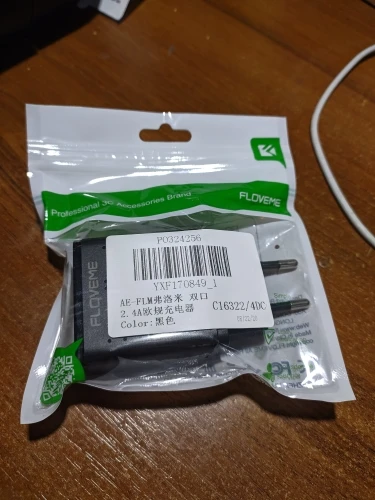 FLOVEME
Professional 3C Accessories Brand
PO324256
YXF170849_1
AE-FLM弗洛米 双口
2.4A欧规充电器
Color:黑色
C16322/4DC
FLOVEME